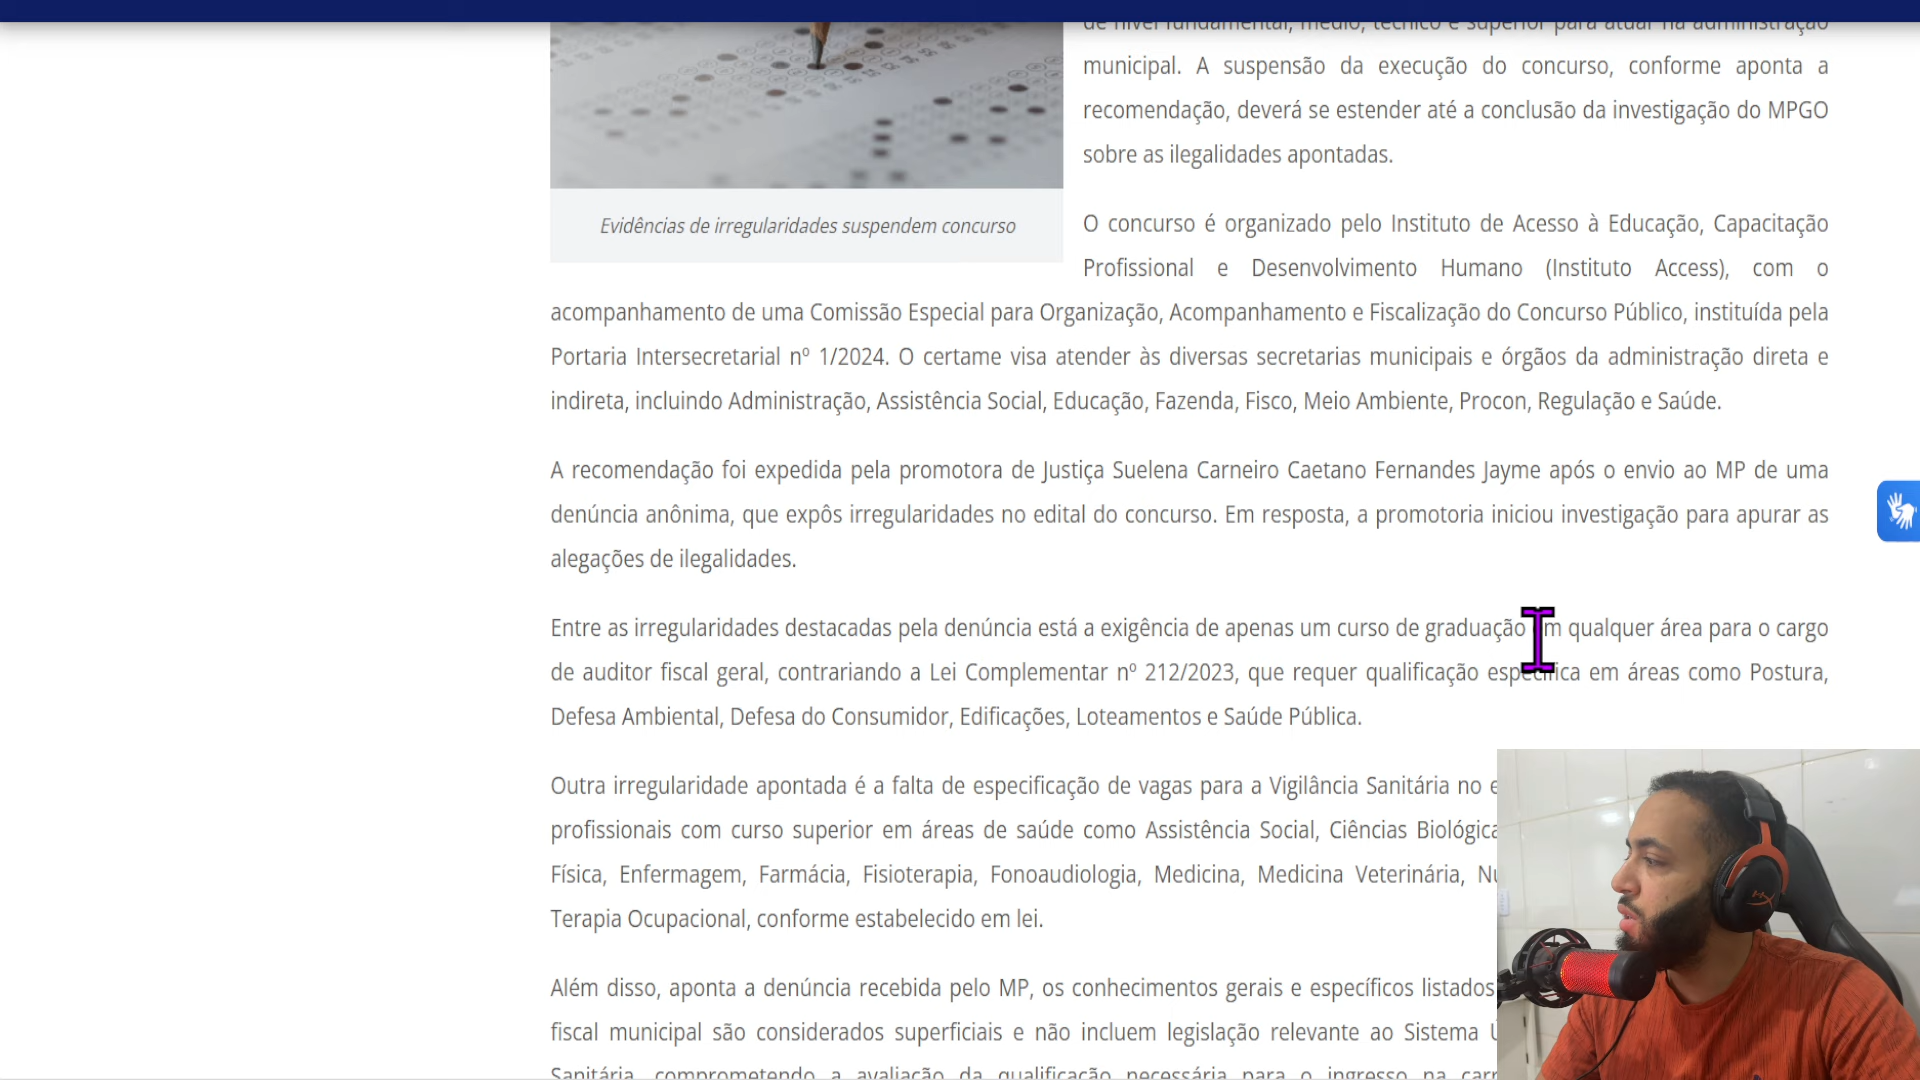 de nível fundamental, médio, técnico e superior para atuar na administração
municipal. A suspensão da execução do concurso, conforme aponta a
recomendação, deverá se estender até a conclusão da investigação do MPGO
sobre as ilegalidades apontadas.
Evidências de irregularidades suspendem concurso
O concurso é organizado pelo Instituto de Acesso à Educação, Capacitação
Profissional e Desenvolvimento Humano (Instituto Access), com o
acompanhamento de uma Comissão Especial para Organização, Acompanhamento e Fiscalização do Concurso Público, instituída pela
Portaria Intersecretarial nº 1/2024. O certame visa atender às diversas secretarias municipais e órgãos da administração direta e
indireta, incluindo Administração, Assistência Social, Educação, Fazenda, Fisco, Meio Ambiente, Procon, Regulação e Saúde.
A recomendação foi expedida pela promotora de Justiça Suelena Carneiro Caetano Fernandes Jayme após o envio ao MP de uma
denúncia anônima, que expôs irregularidades no edital do concurso. Em resposta, a promotoria iniciou investigação para apurar as
alegações de ilegalidades.
Entre as irregularidades destacadas pela denúncia está a exigência de apenas um curso de graduação em qualquer área para o cargo
de auditor fiscal geral, contrariando a Lei Complementar nº 212/2023, que requer qualificação específica em áreas como Postura,
Defesa Ambiental, Defesa do Consumidor, Edificações, Loteamentos e Saúde Pública.
Outra irregularidade apontada é a falta de especificação de vagas para a Vigilância Sanitária no
profissionais com curso superior em áreas de saúde como Assistência Social, Ciências
Física, Enfermagem, Farmácia, Fisioterapia, Fonoaudiologia, Medicina, Medicina Veterinária,
Terapia Ocupacional, conforme estabelecido em lei.
Além disso, aponta a denúncia recebida pelo MP, os conhecimentos gerais e específicos listados
fiscal municipal são considerados superficiais e não incluem legislação relevante ao Sistema
Sanitária, comprometendo a avaliação da qualificação necessária para o ingresso na